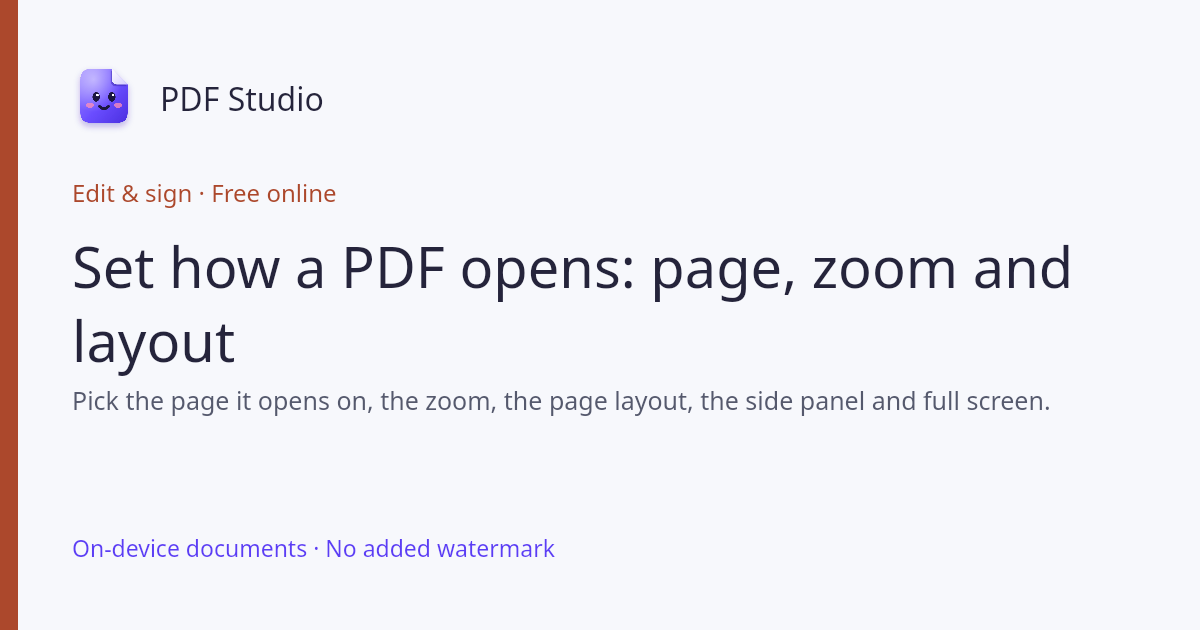 PDF Studio
Edit & sign · Free online
Set how a PDF opens: page, zoom and
layout
Pick the page it opens on, the zoom, the page layout, the side panel and full screen.
On-device documents · No added watermark